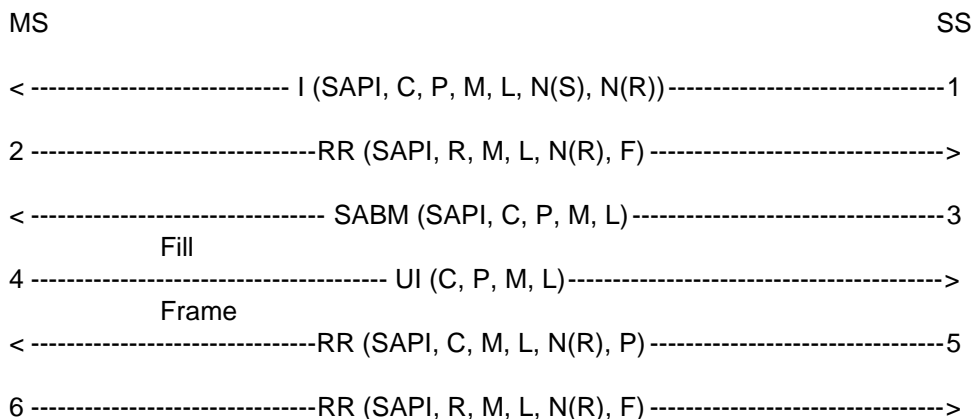 MS SS
< ----------------------------- I (SAPI, C, P, M, L, N(S), N(R))-------------------------------1
2 --------------------------------RR (SAPI, R, M, L, N(R), F) --------------------------------->
< --------------------------------- SABM (SAPI, C, P, M, L)-----------------------------------3
Fill
4 ---------------------------------------- UI (C, P, M, L)------------------------------------------>
Frame
< --------------------------------RR (SAPI, C, M, L, N(R), P) ---------------------------------5
6 --------------------------------RR (SAPI, R, M, L, N(R), F) --------------------------------->